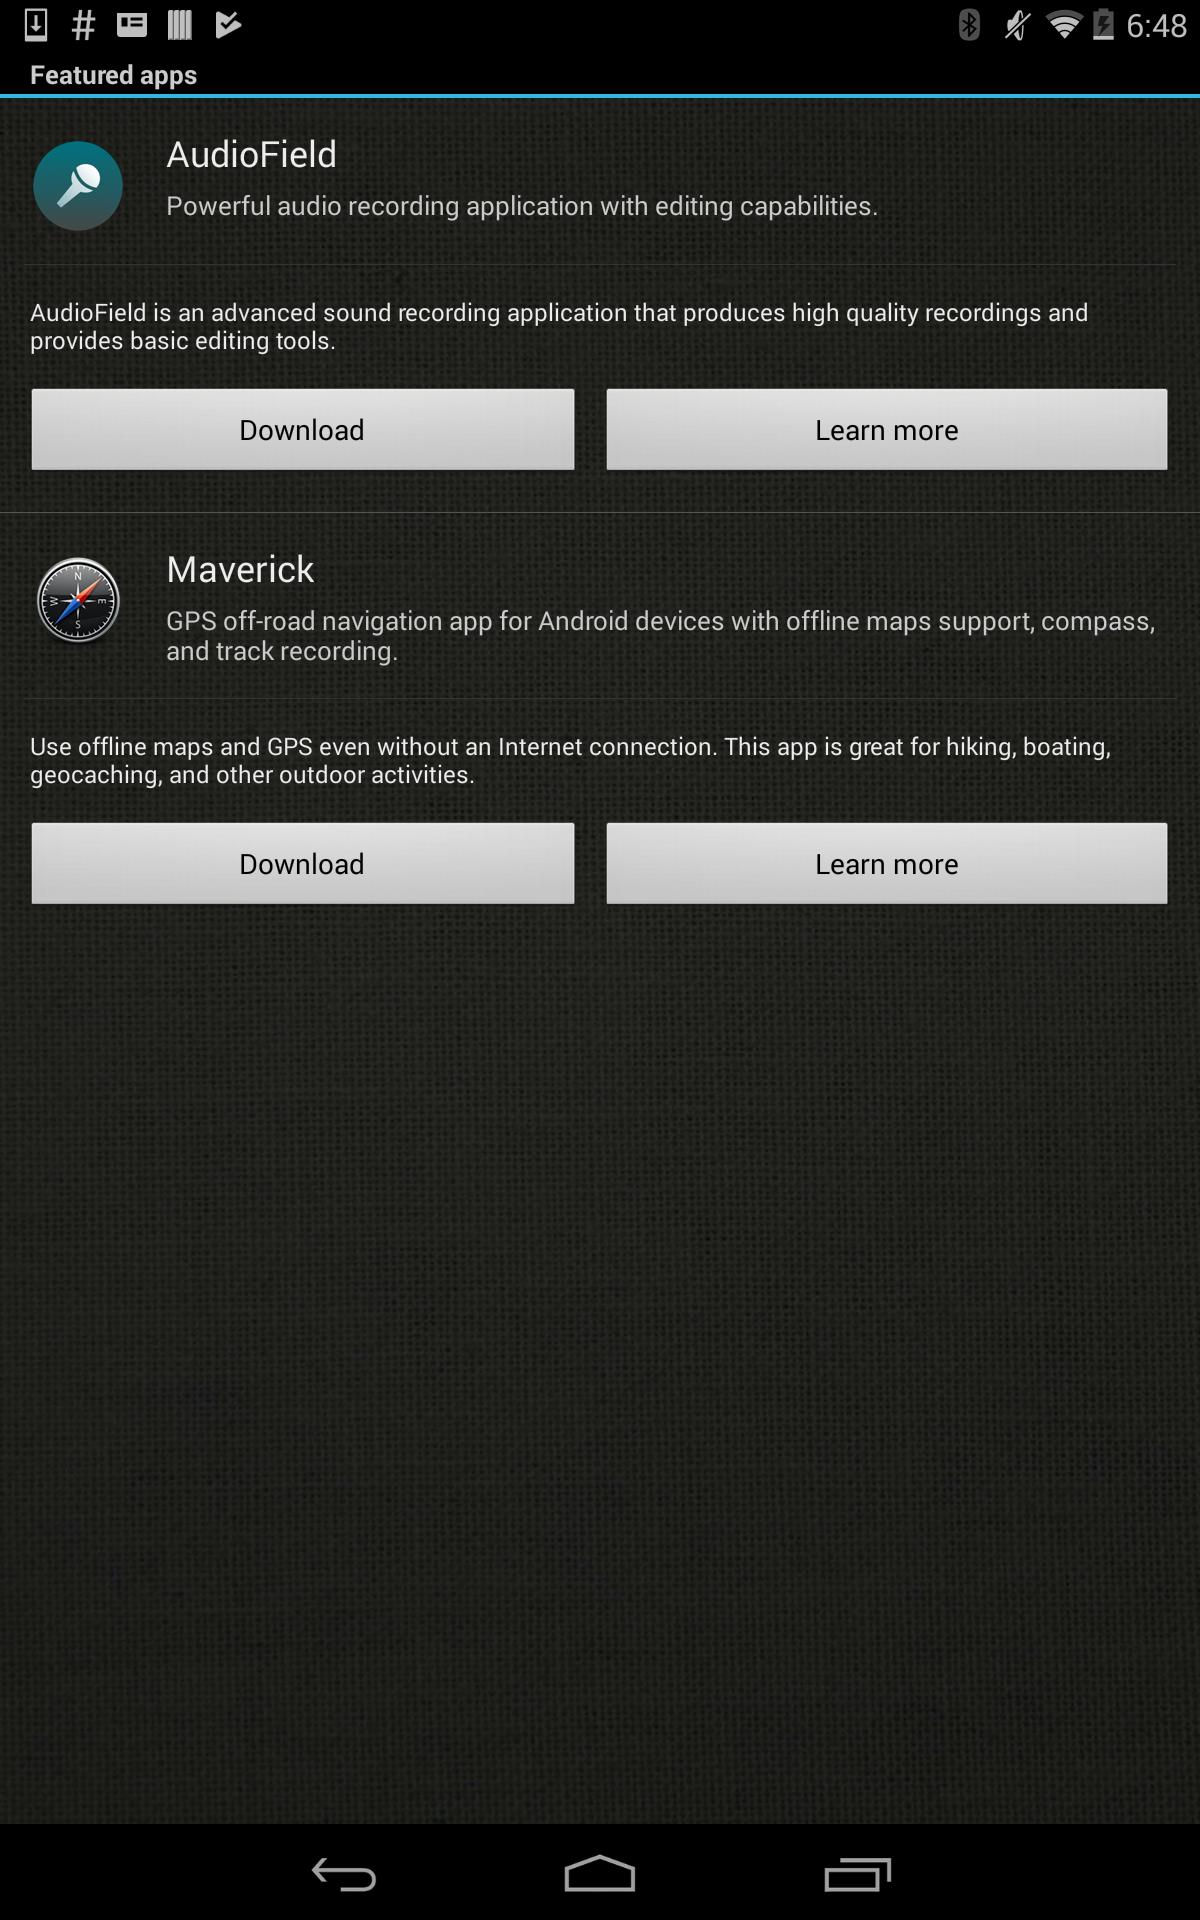 6:48
Featured apps
AudioField
Powerful audio recording application with editing capabilities.
AudioField is an advanced sound recording application that produces high quality recordings and
provides basic editing tools.
Download
Learn more
Maverick
GPS off-road navigation app for Android devices with offline maps support, compass,
and track recording.
N
W
E
S
Use offline maps and GPS even without an Internet connection. This app is great for hiking, boating,
geocaching, and other outdoor activities.
Download
Learn more